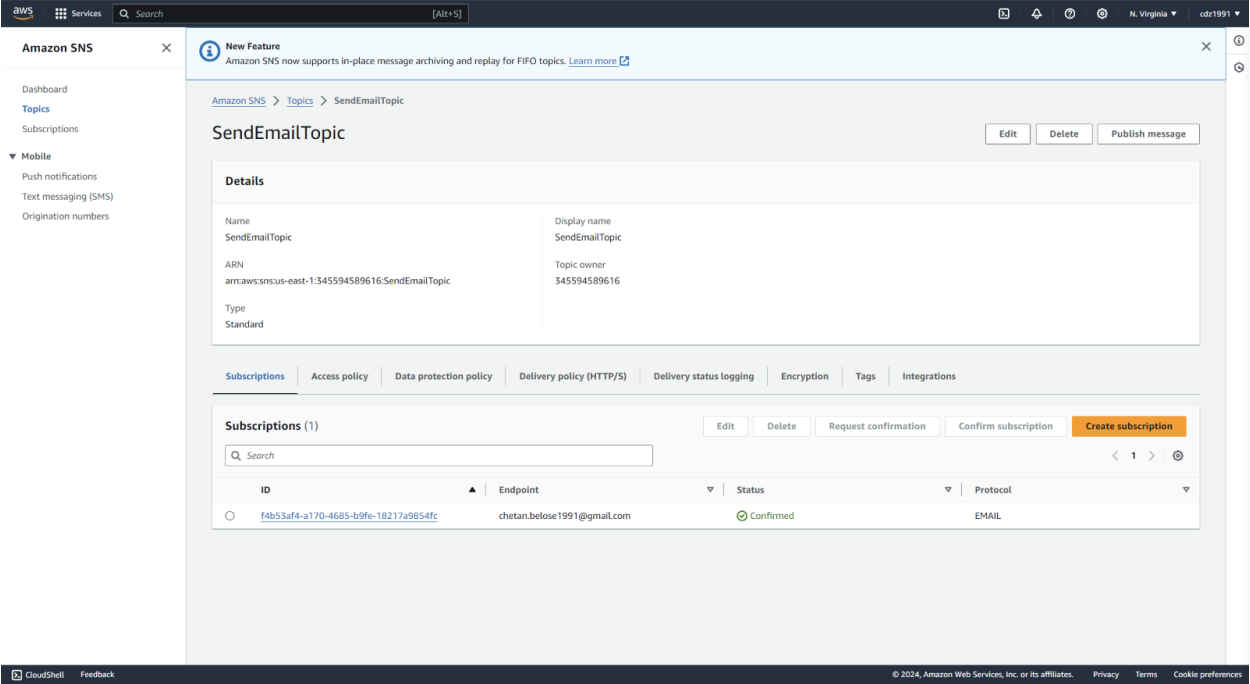 aws Services Search [Alt+S] N. Virginia cdz1991
Amazon SNS
Dashboard
Topics
Subscriptions
Mobile
Push notifications
Text messaging (SMS)
Origination numbers
New Feature
Amazon SNS now supports in-place message archiving and replay for FIFO topics. Learn more
Amazon SNS > Topics > SendEmailTopic
SendEmailTopic
Edit Delete Publish message
Details
Name
SendEmailTopic
ARN
arn:aws:sns:us-east-1:345594589616:SendEmailTopic
Type
Standard
Display name
SendEmailTopic
Topic owner
345594589616
Subscriptions Access policy Data protection policy Delivery policy (HTTP/S) Delivery status logging Encryption Tags Integrations
Subscriptions (1)
Edit Delete Request confirmation Confirm subscription Create subscription
Search
1
ID Endpoint Status Protocol
f4b53af4-a170-4685-b9fe-18217a9854fc chetan.belose1991@gmail.com Confirmed EMAIL
CloudShell Feedback © 2024, Amazon Web Services, Inc. or its affiliates. Privacy Terms Cookie preferences